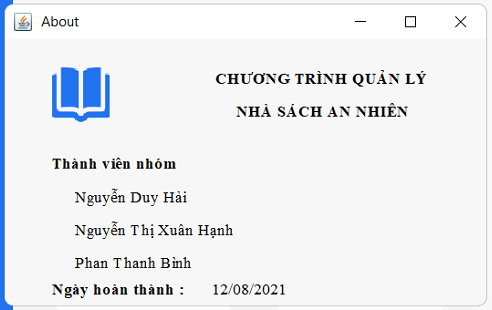 About
CHƯƠNG TRÌNH QUẢN LÝ
NHÀ SÁCH AN NHIÊN
Thành viên nhóm
Nguyễn Duy Hải
Nguyễn Thị Xuân Hạnh
Phan Thanh Bình
Ngày hoàn thành : 12/08/2021